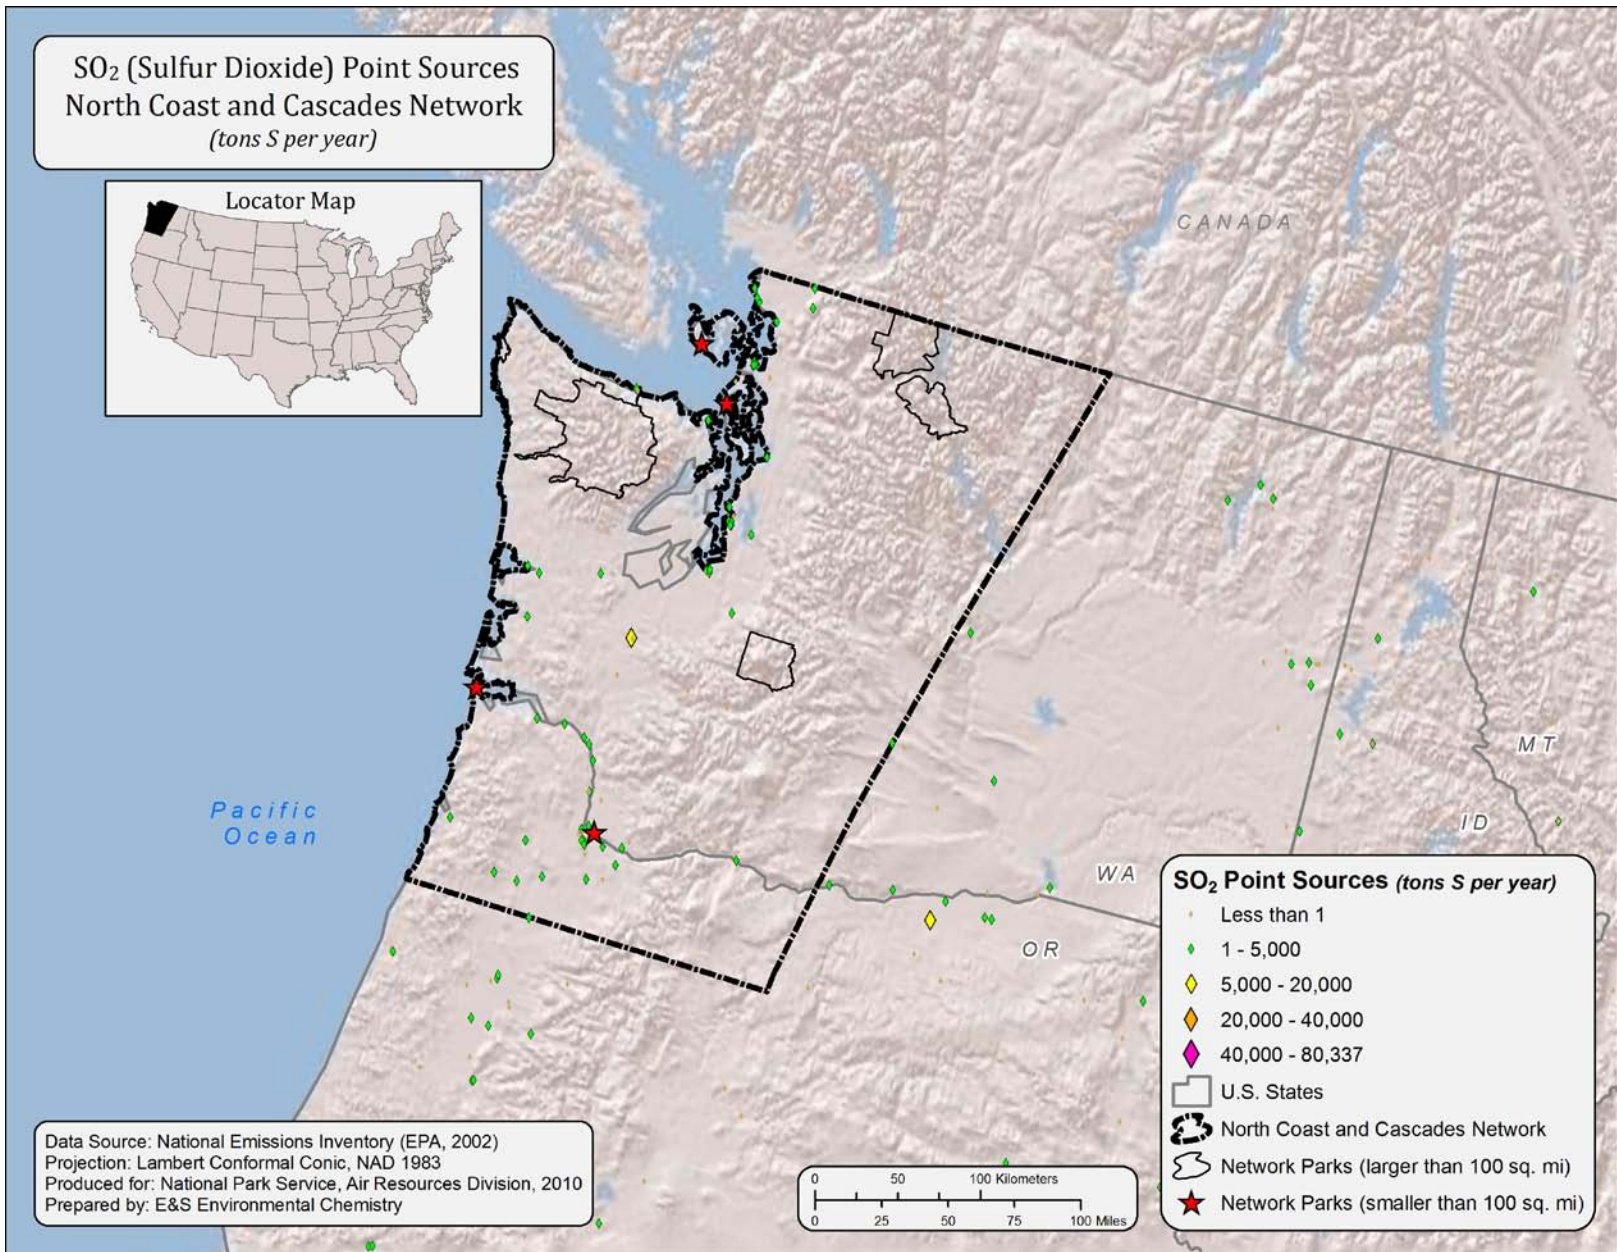 SO₂ (Sulfur Dioxide) Point Sources
North Coast and Cascades Network
(tons S per year)
Locator Map
CANADA
Pacific
Ocean
MT
ID
WA
OR
SO₂ Point Sources (tons S per year)
Less than 1
1 - 5,000
5,000 - 20,000
20,000 - 40,000
40,000 - 80,337
U.S. States
North Coast and Cascades Network
Network Parks (larger than 100 sq. mi)
Network Parks (smaller than 100 sq. mi)
Data Source: National Emissions Inventory (EPA, 2002)
Projection: Lambert Conformal Conic, NAD 1983
Produced for: National Park Service, Air Resources Division, 2010
Prepared by: E&S Environmental Chemistry
0 50 100 Kilometers
0 25 50 75 100 Miles